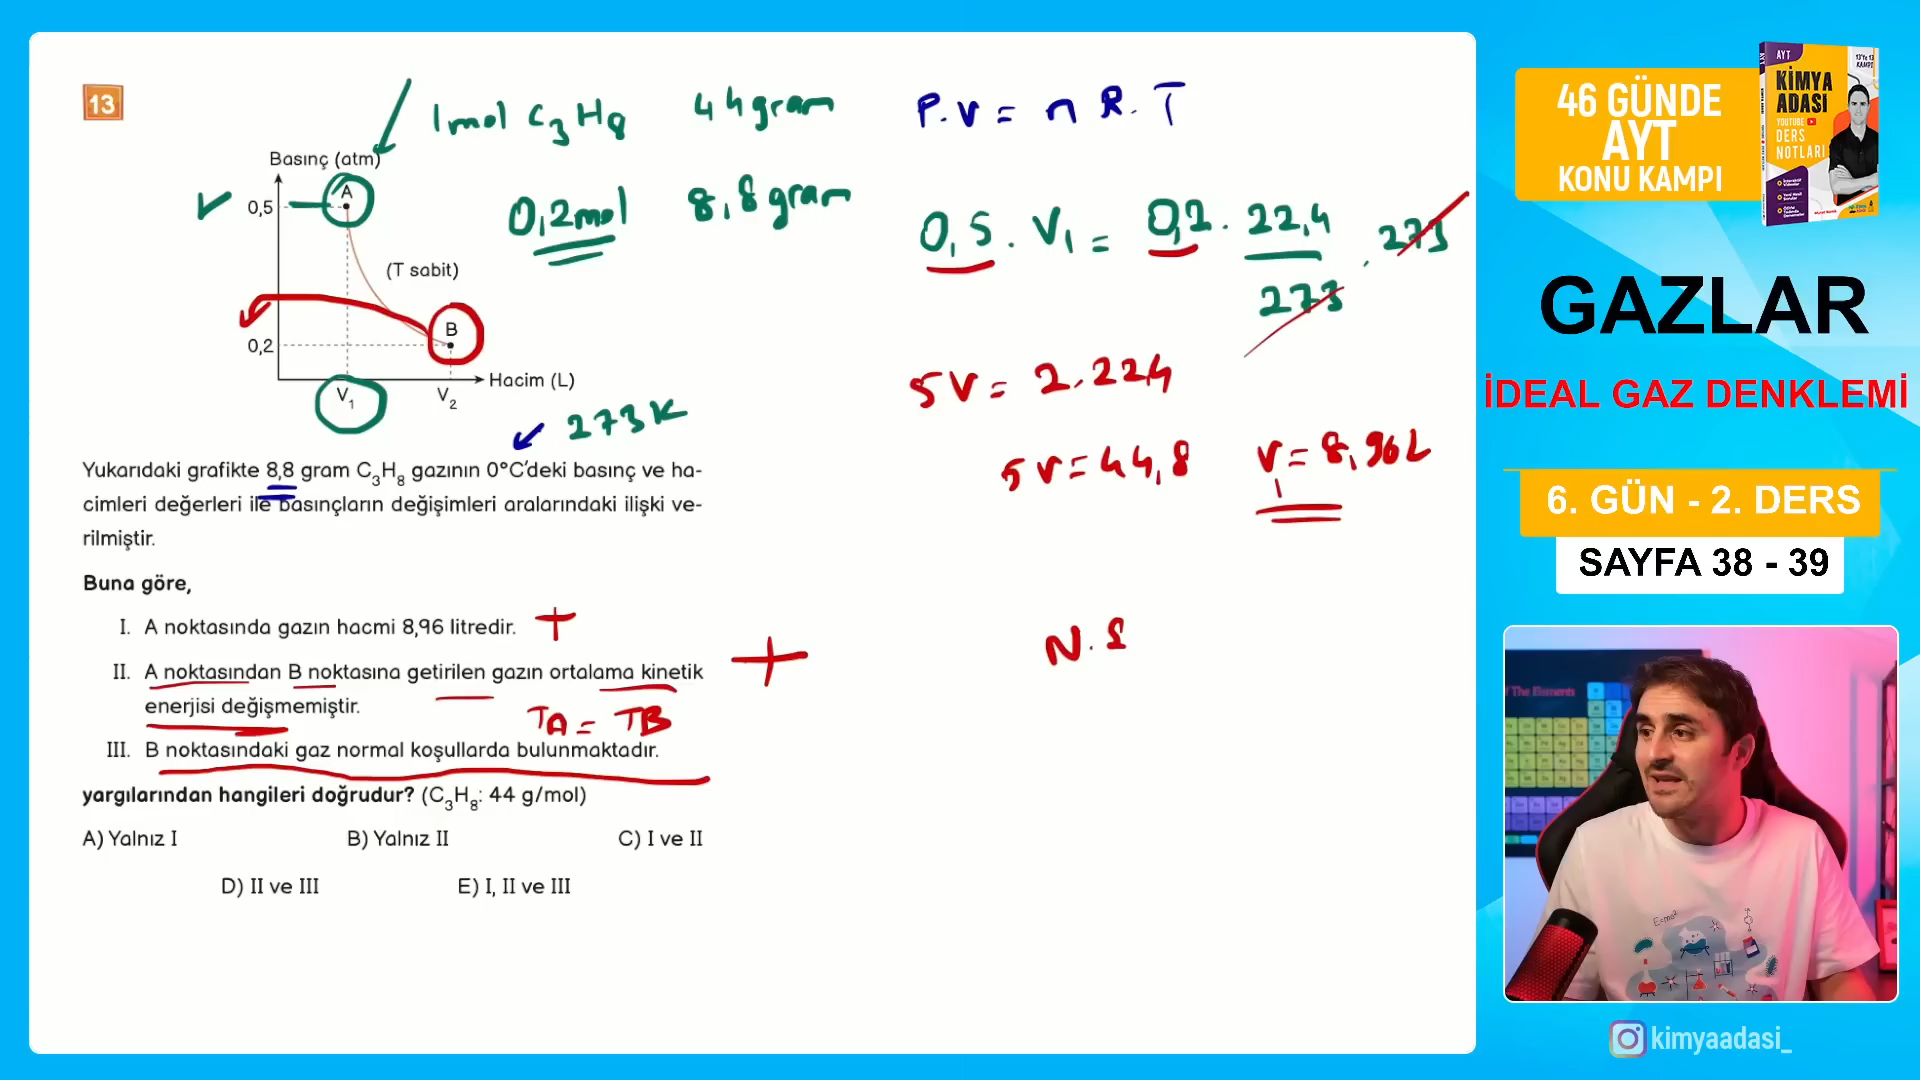 13
1mol C3H8 44gram
0,2mol 8,8gram
Basınç (atm)
0,5
A
(T sabit)
B
0,2
V1
V2
Hacim (L)
273K
Yukarıdaki grafikte 8,8 gram C3H8 gazının 0°C'deki basınç ve ha-
cimleri değerleri ile basınçların değişimleri aralarındaki ilişki ve-
rilmiştir.
Buna göre,
I. A noktasında gazın hacmi 8,96 litredir. +
II. A noktasından B noktasına getirilen gazın ortalama kinetik
enerjisi değişmemiştir. +
TA = TB
III. B noktasındaki gaz normal koşullarda bulunmaktadır.
yargılarından hangileri doğrudur? (C3H8: 44 g/mol)
A) Yalnız I B) Yalnız II C) I ve II
D) II ve III E) I, II ve III
P.V = n R.T
0,5 . V1 = 0,2 . 22,4 . 273
273
5V = 2.22,4
5V = 44,8 V1 = 8,96L
46 GÜNDE
AYT
KONU KAMPI
AYT
KİMYA
ADASI
YOUTUBE
DERS
NOTLARI
GAZLAR
İDEAL GAZ DENKLEMİ
6. GÜN - 2. DERS
SAYFA 38 - 39
E=mc²
kimyaadasi_